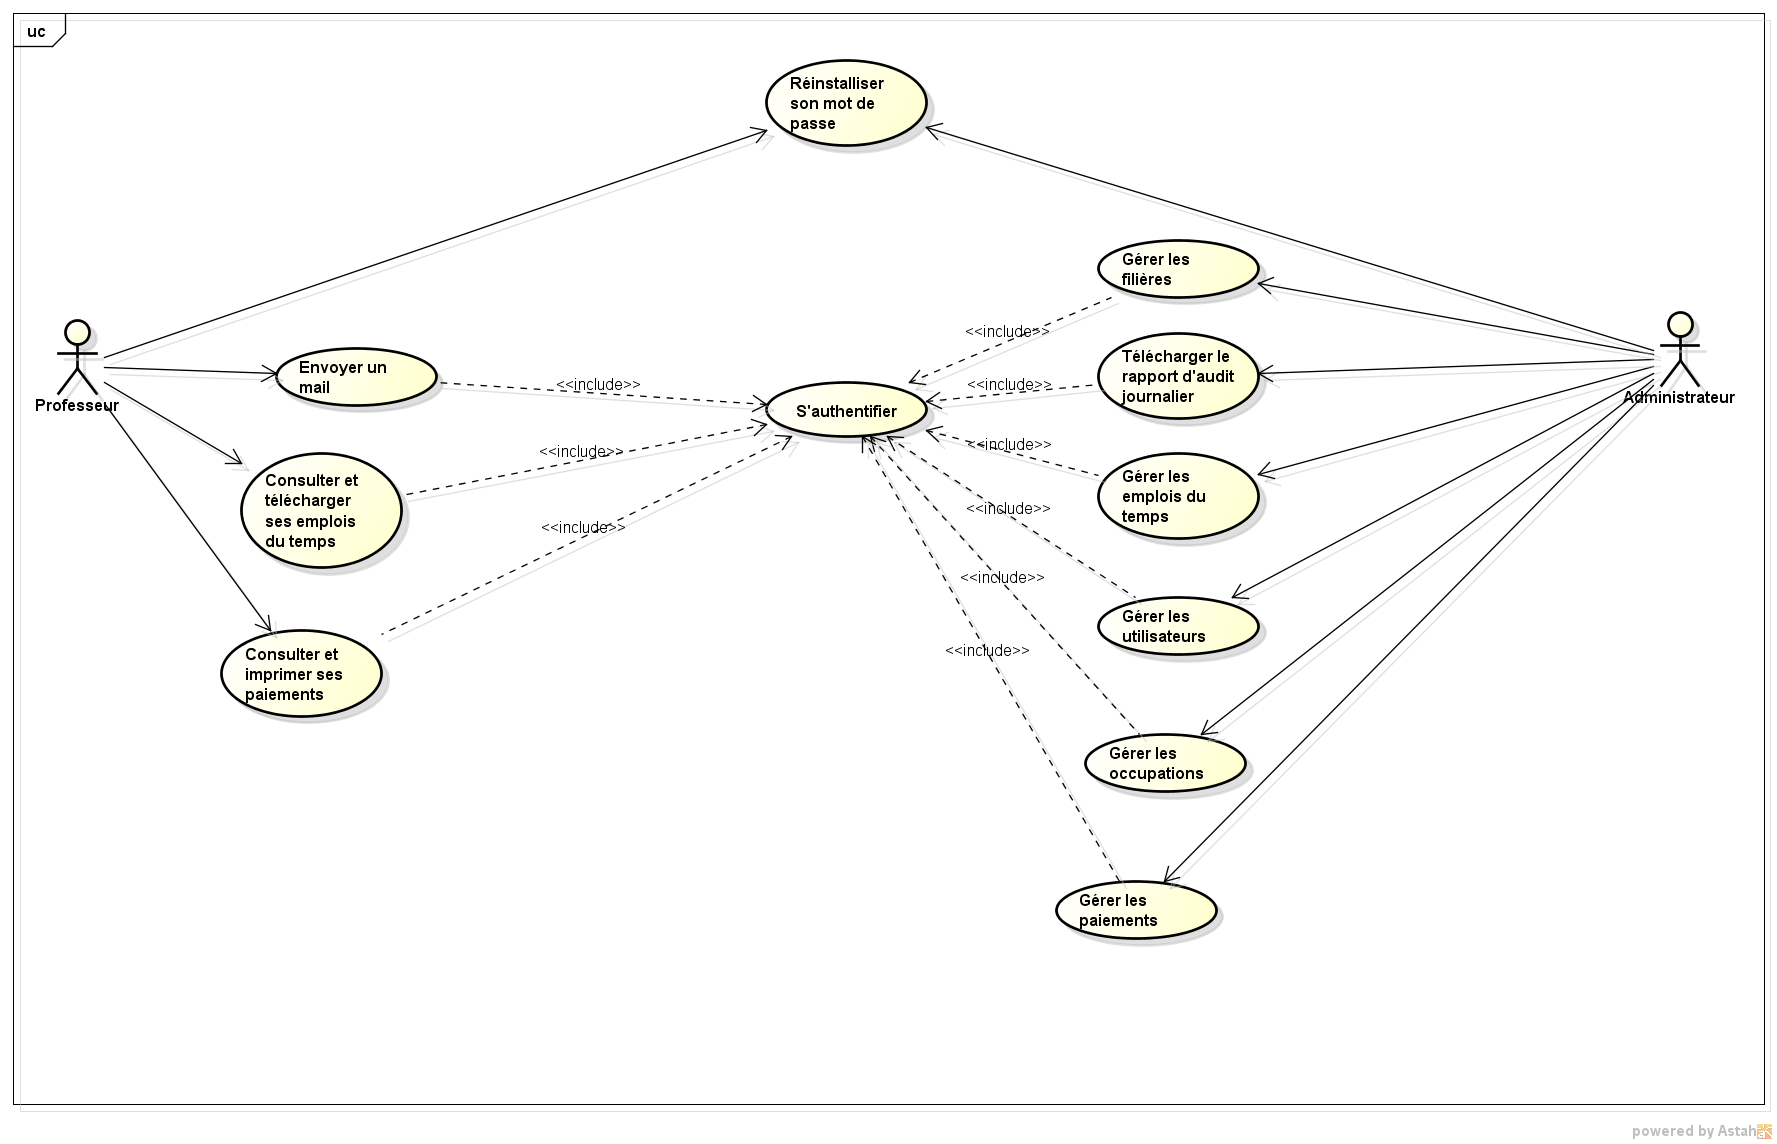 uc
Réinstalliser
son mot de
passe
Gérer les
filières
<<include>>
Télécharger le
rapport d'audit
journalier
Envoyer un
mail
<<include>>
<<include>>
S'authentifier
Professeur
Administrateur
<<include>>
<<include>>
Consulter et
télécharger
ses emplois
du temps
Gérer les
emplois du
temps
<<include>>
<<include>>
<<include>>
Gérer les
utilisateurs
<<include>>
Consulter et
imprimer ses
paiements
Gérer les
occupations
Gérer les
paiements
powered by Astah